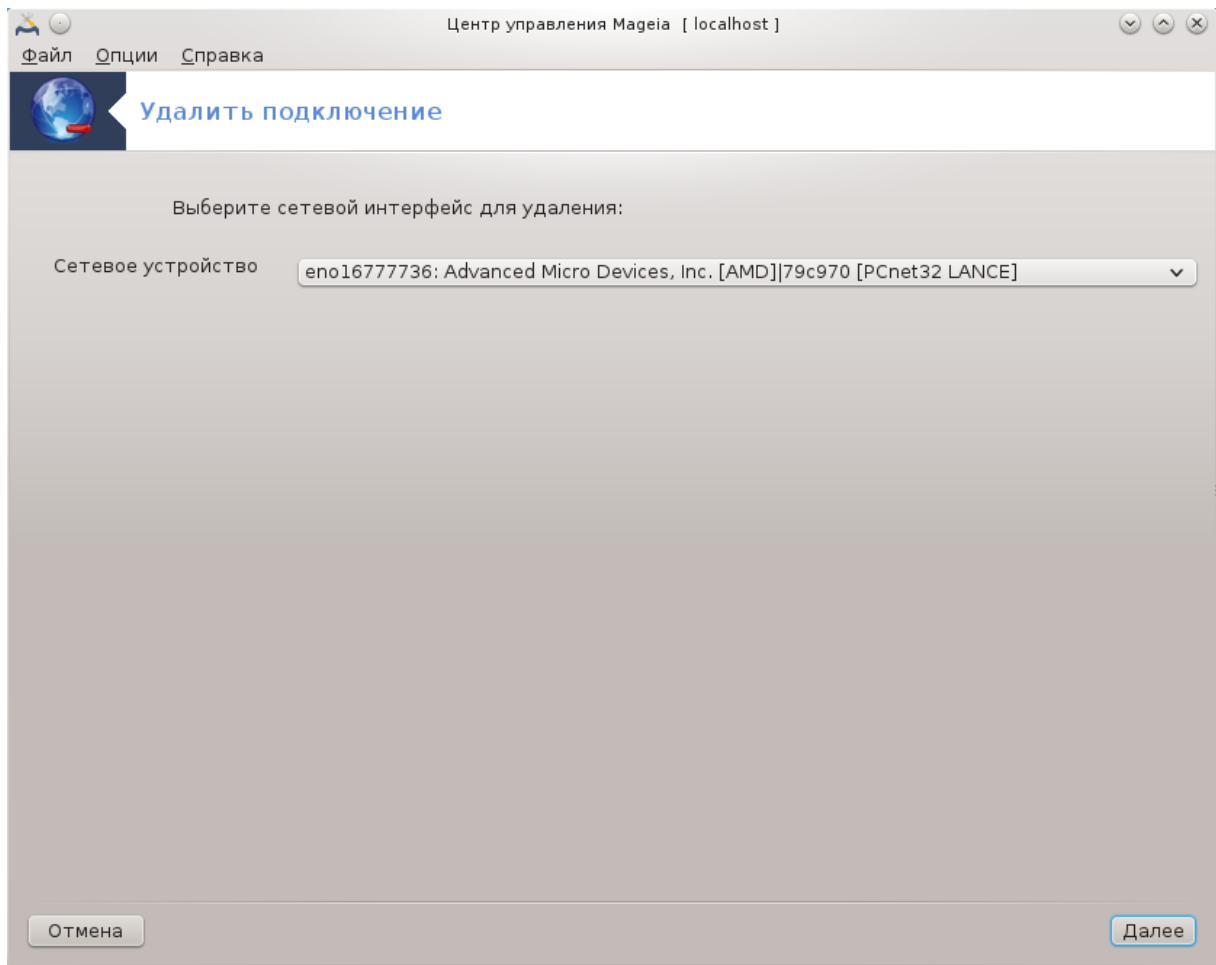 Центр управления Mageia [ localhost ]
Файл Опции Справка
Удалить подключение
Выберите сетевой интерфейс для удаления:
Сетевое устройство eno16777736: Advanced Micro Devices, Inc. [AMD]|79c970 [PCnet32 LANCE]
Отмена Далее